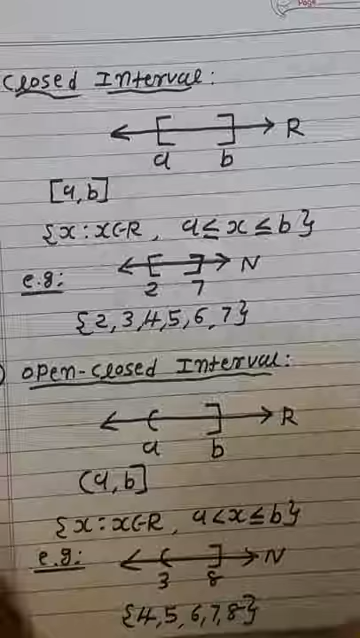 Page
Closed Interval:
R
a b
[a,b]
{x : x∈R , a≤x≤b}
e.g: N
2 7
{2,3,4,5,6,7}
open-closed Interval:
R
a b
(a,b]
{x : x∈R , a<x≤b}
e.g: N
3 8
{4,5,6,7,8}